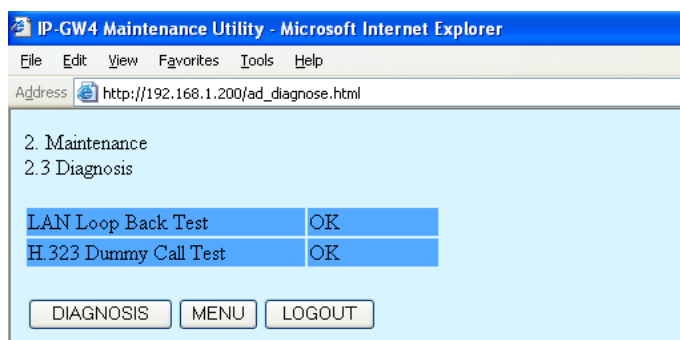 IP-GW4 Maintenance Utility - Microsoft Internet Explorer
File Edit View Favorites Tools Help
Address http://192.168.1.200/ad_diagnose.html
2. Maintenance
2.3 Diagnosis
LAN Loop Back Test OK
H.323 Dummy Call Test OK
DIAGNOSIS MENU LOGOUT